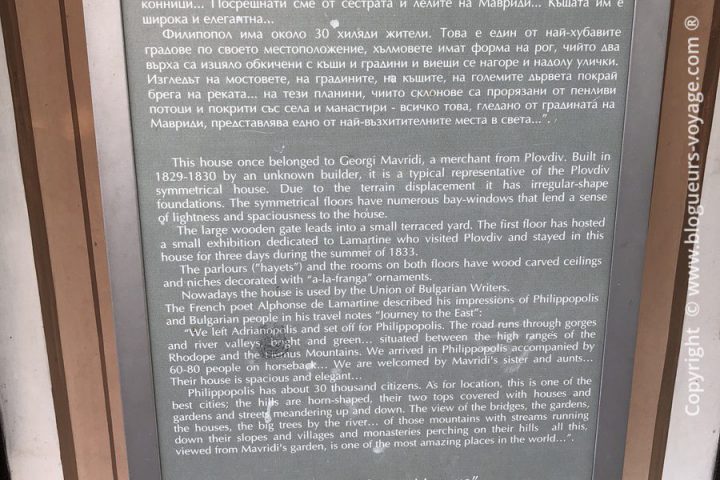 конници... Посрещнати сме от сестрата и лелите на Мавриди... Къщата им е
широка и елегантна...
Филипопол има около 30 хиляди жители. Това е един от най-хубавите
градове по своето местоположение, хълмовете имат форма на рог, чийто два
върха са изцяло обкичени с къщи и градини и виещи се нагоре и надолу улички.
Изгледът на мостовете, на градините, на къщите, на големите дървета покрай
брега на реката... на тези планини, чиито склонове са прорязани от пенливи
потоци и покрити със села и манастири - всичко това, гледано от градината на
Мавриди, представлява едно от най-възхитителните места в света...".
This house once belonged to Georgi Mavridi, a merchant from Plovdiv. Built in
1829-1830 by an unknown builder, it is a typical representative of the Plovdiv
symmetrical house. Due to the terrain displacement it has irregular-shape
foundations. The symmetrical floors have numerous bay-windows that lend a sense
of lightness and spaciousness to the house.
The large wooden gate leads into a small terraced yard. The first floor has hosted
a small exhibition dedicated to Lamartine who visited Plovdiv and stayed in this
house for three days during the summer of 1833.
The parlours ("hayets") and the rooms on both floors have wood carved ceilings
and niches decorated with "a-la-franga" ornaments.
Nowadays the house is used by the Union of Bulgarian Writers.
The French poet Alphonse de Lamartine described his impressions of Philippopolis
and Bulgarian people in his travel notes "Journey to the East":
"We left Adrianopolis and set off for Philippopolis. The road runs through gorges
and river valleys, and green... situated between the high ranges of the
Rhodope and the Mountains. We arrived in Philippopolis accompanied by
60-80 people on horseback... We are welcomed by Mavridi's sister and aunts...
Their house is spacious and elegant...
Philippopolis has about 30 thousand citizens. As for location, this is one of the
best cities; the hills are horn-shaped, their two tops covered with houses and
gardens and streets meandering up and down. The view of the bridges, the gardens,
the houses, the big trees by the river... of those mountains with streams running
down their slopes and villages and monasteries perching on their hills all this,
viewed from Mavridi's garden, is one of the most amazing places in the world...".
Copyright © www.blogueurs-voyage.com ®